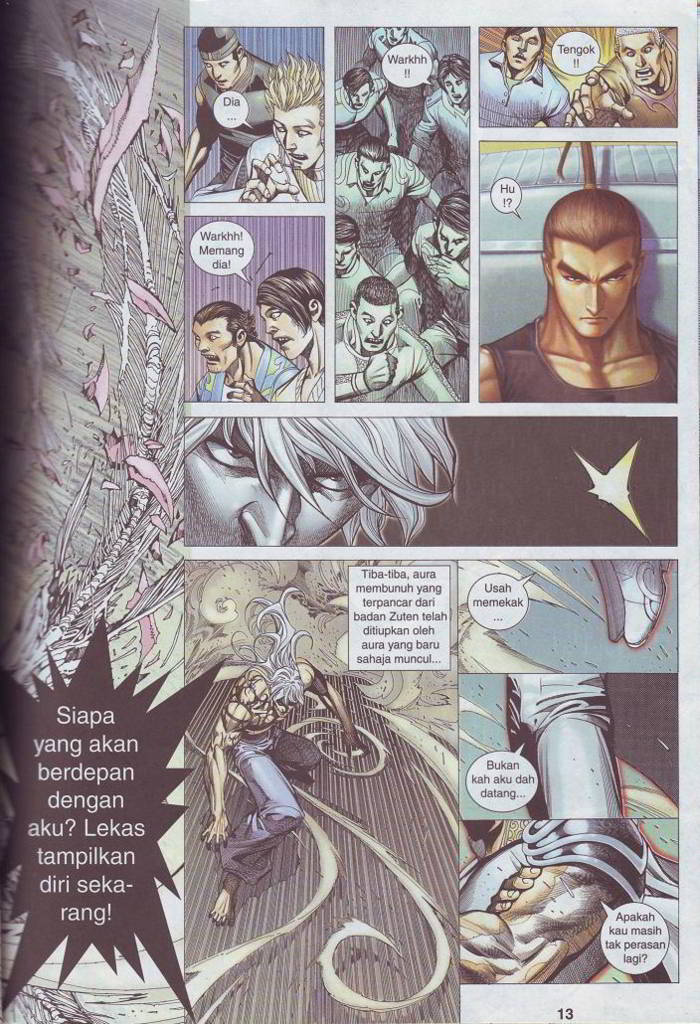 Siapa
yang akan
berdepan
dengan
aku? Lekas
tampilkan
diri seka-
rang!
Dia
...
Warkhh!
Memang
dia!
Warkhh
!!
Tengok
!!
Hu
!?
Tiba-tiba, aura
membunuh yang
terpancar dari
badan Zuten telah
ditiupkan oleh
aura yang baru
sahaja muncul...
Usah
memekak
...
Bukan
kah aku dah
datang...
Apakah
kau masih
tak perasan
lagi?
13